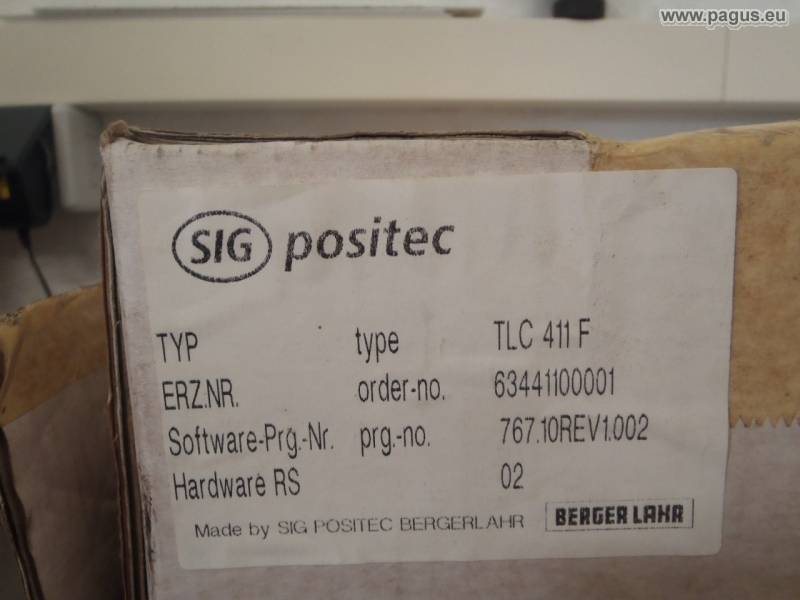 www.pagus.eu
SIG positec
TYP type TLC 411 F
ERZ.NR. order-no. 63441100001
Software-Prg.-Nr. prg.-no. 767.10REV1.002
Hardware RS 02
Made by SIG POSITEC BERGERLAHR BERGER LAHR